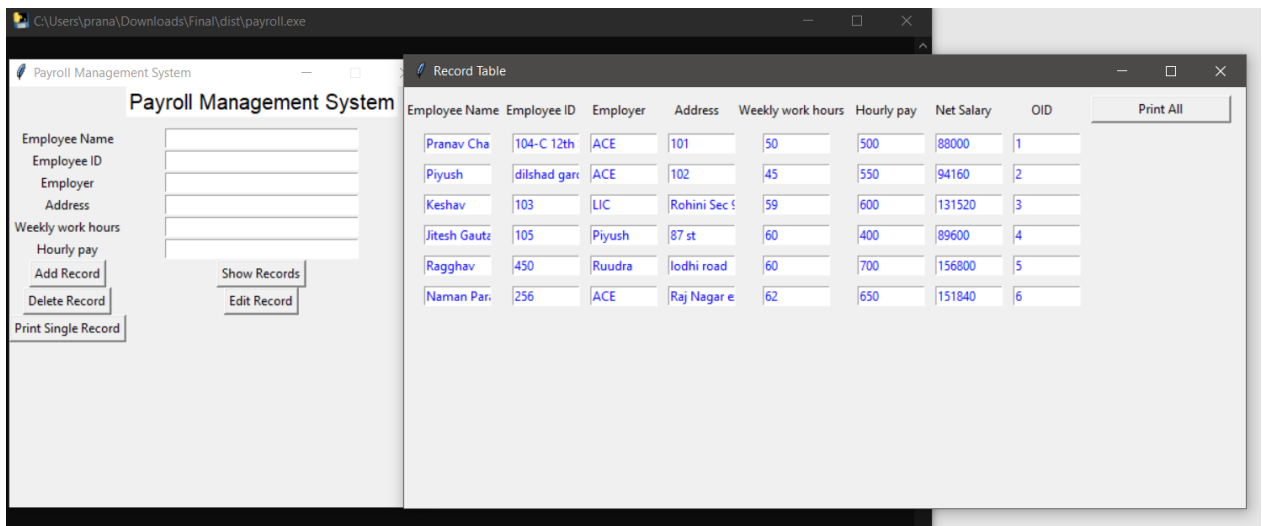 C:\Users\prana\Downloads\Final\dist\payroll.exe
Payroll Management System
Payroll Management System
Employee Name
Employee ID
Employer
Address
Weekly work hours
Hourly pay
Add Record Show Records
Delete Record Edit Record
Print Single Record
Record Table
Employee Name Employee ID Employer Address Weekly work hours Hourly pay Net Salary OID Print All
Pranav Cha 104-C 12th ACE 101 50 500 88000 1
Piyush dilshad gard ACE 102 45 550 94160 2
Keshav 103 LIC Rohini Sec 9 59 600 131520 3
Jitesh Gauta 105 Piyush 87 st 60 400 89600 4
Ragghav 450 Ruudra lodhi road 60 700 156800 5
Naman Para 256 ACE Raj Nagar e 62 650 151840 6